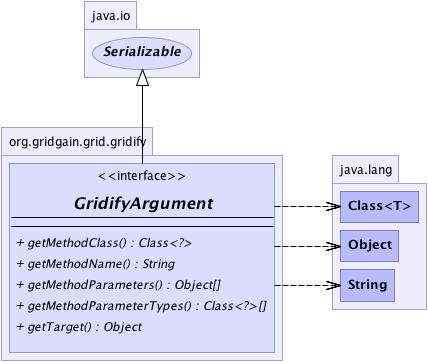 java.io
Serializable
org.gridgain.grid.gridify
<<interface>>
GridifyArgument
+ getMethodClass() : Class<?>
+ getMethodName() : String
+ getMethodParameters() : Object[]
+ getMethodParameterTypes() : Class<?>[]
+ getTarget() : Object
java.lang
Class<T>
Object
String